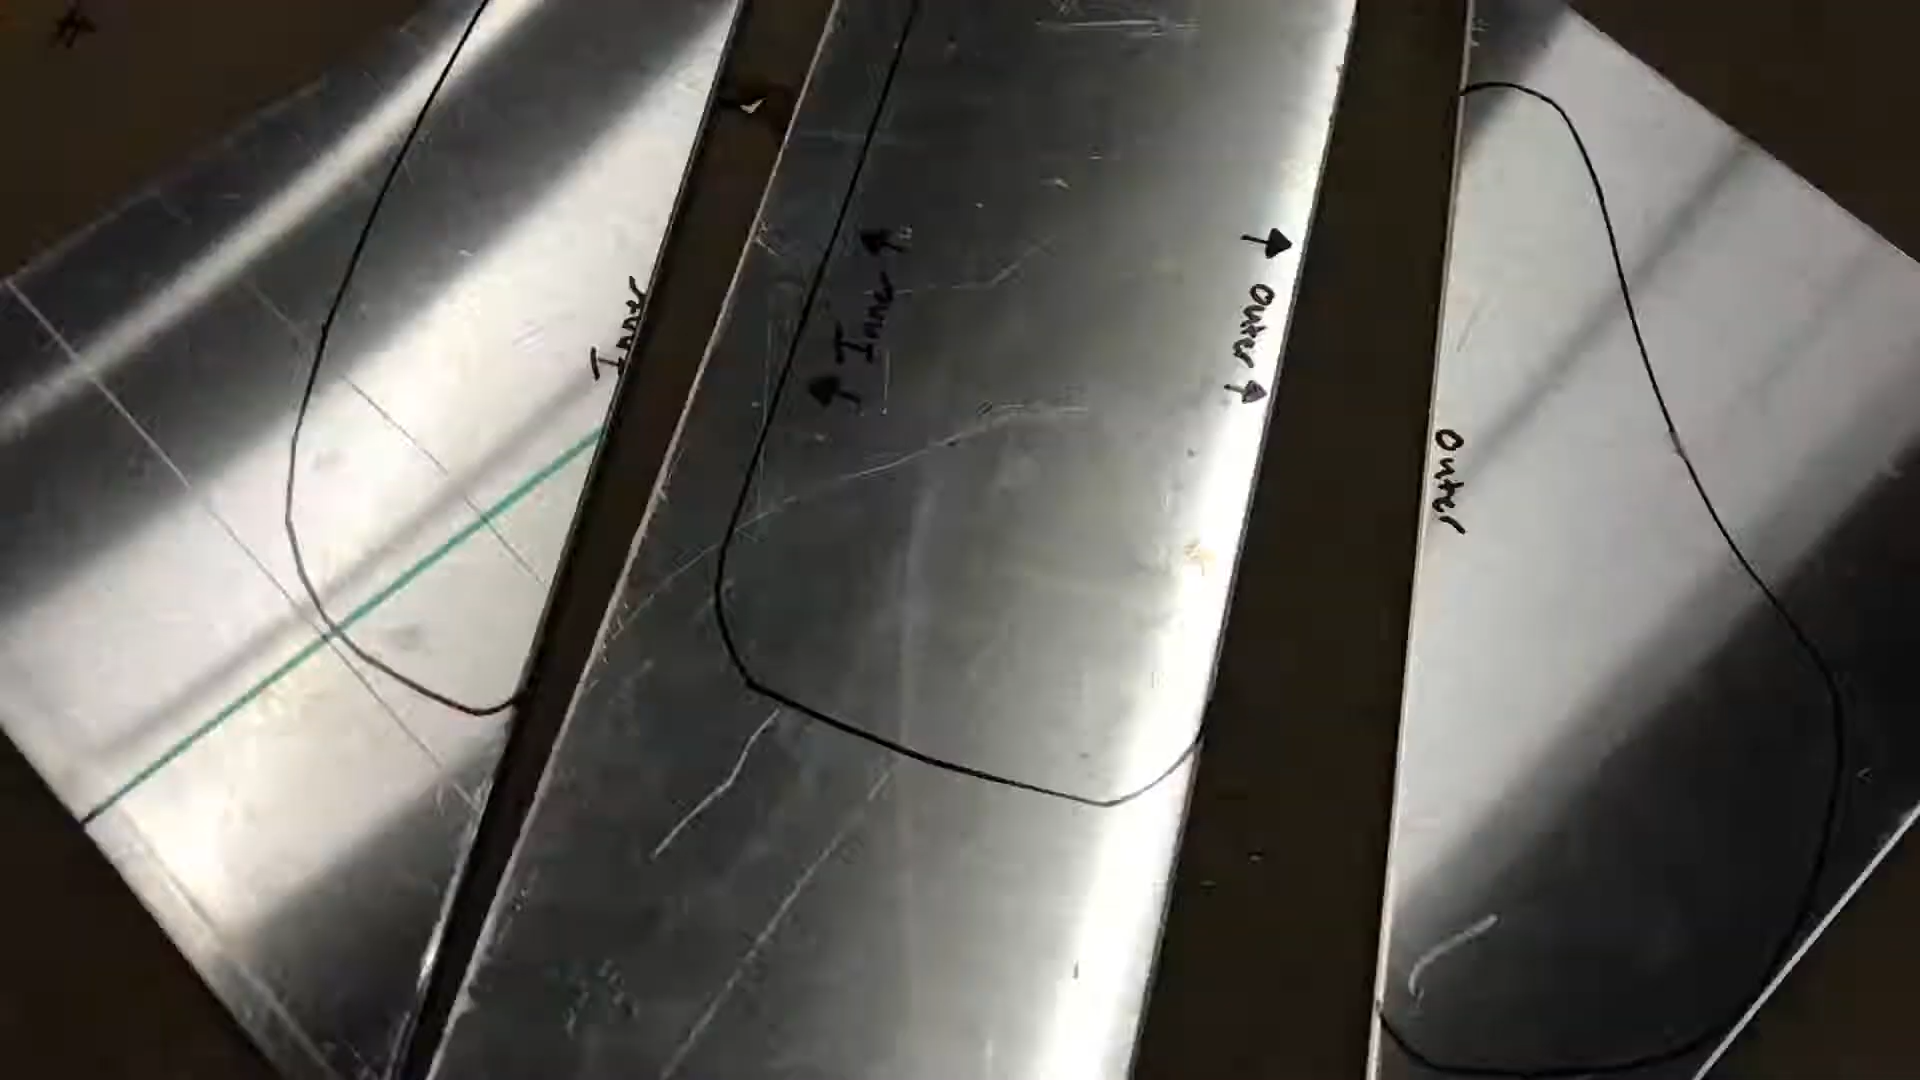 Inner
↑ Inner ↑
↑ outer ↑
outer